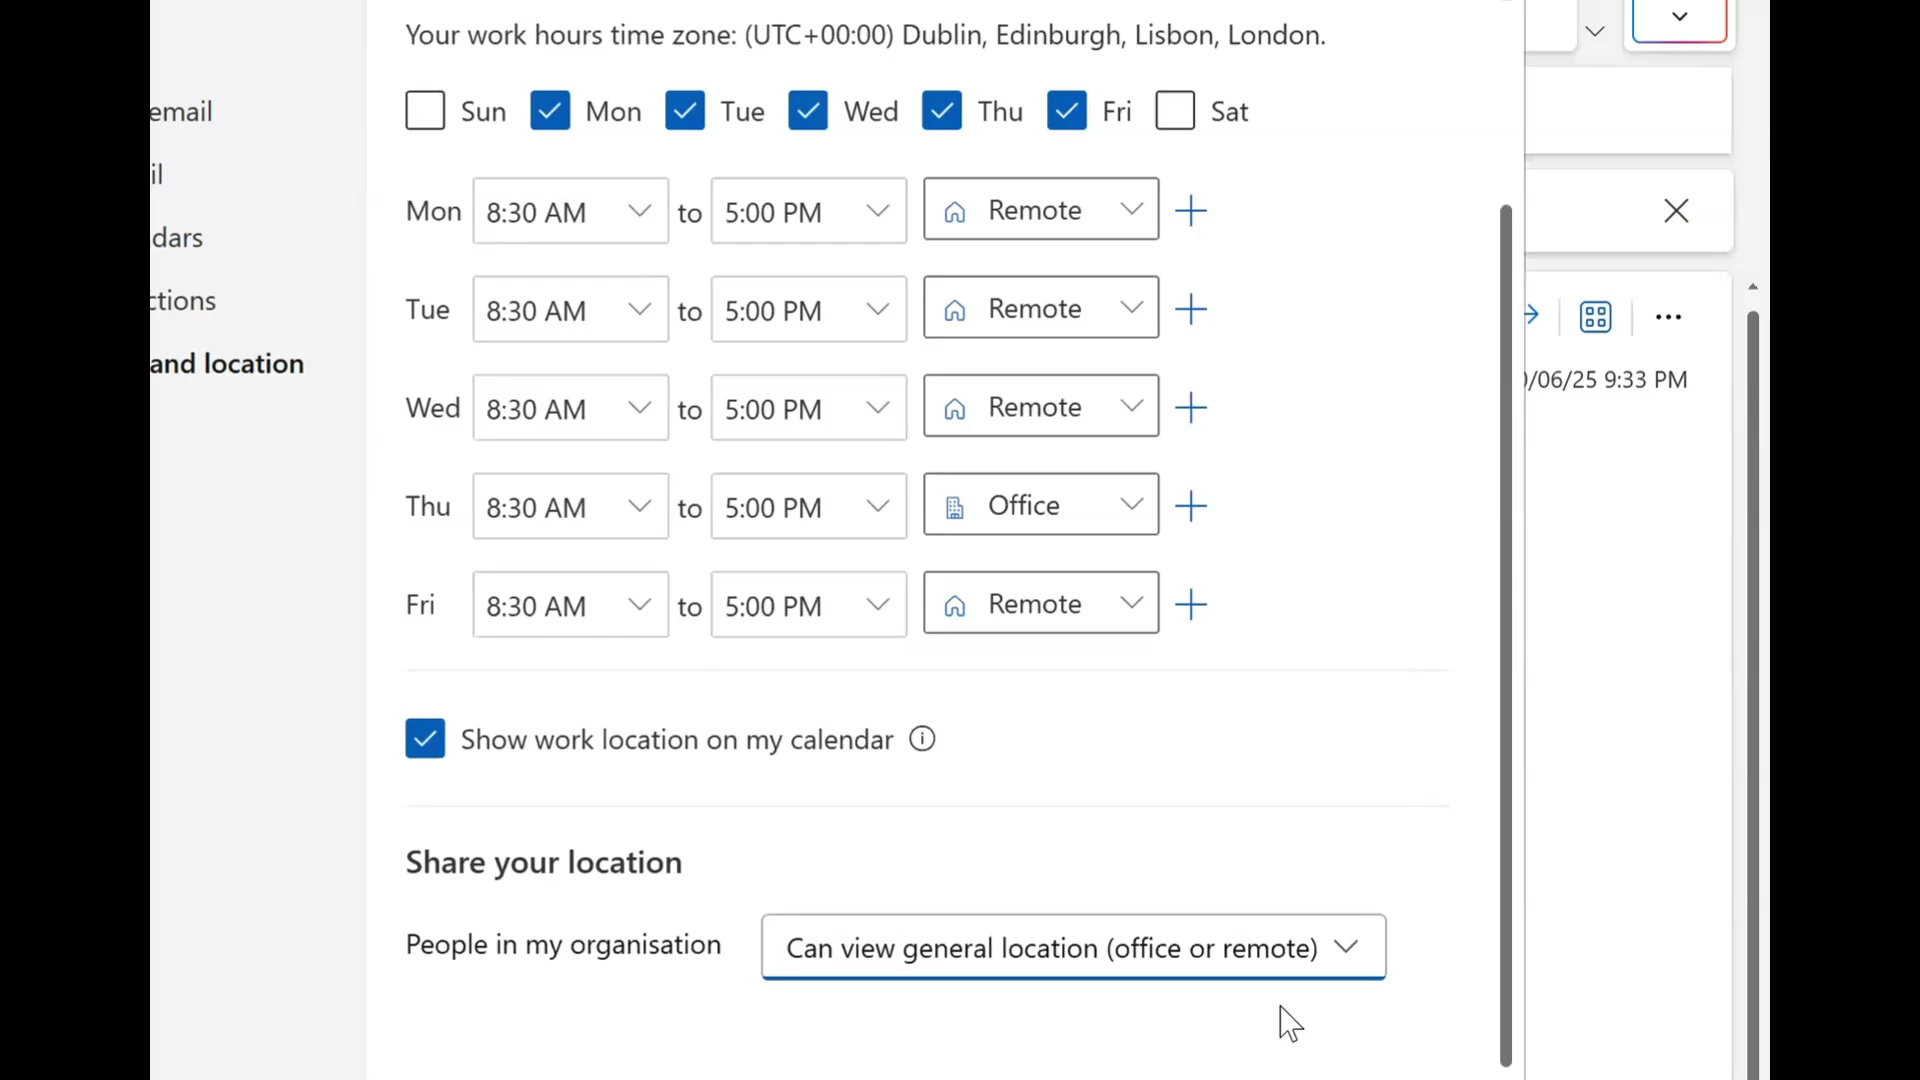 Your work hours time zone: (UTC+00:00) Dublin, Edinburgh, Lisbon, London.
email
Sun Mon Tue Wed Thu Fri Sat
il
Mon 8:30 AM to 5:00 PM Remote
dars
ctions
Tue 8:30 AM to 5:00 PM Remote
and location
/06/25 9:33 PM
Wed 8:30 AM to 5:00 PM Remote
Thu 8:30 AM to 5:00 PM Office
Fri 8:30 AM to 5:00 PM Remote
Show work location on my calendar
Share your location
People in my organisation Can view general location (office or remote)